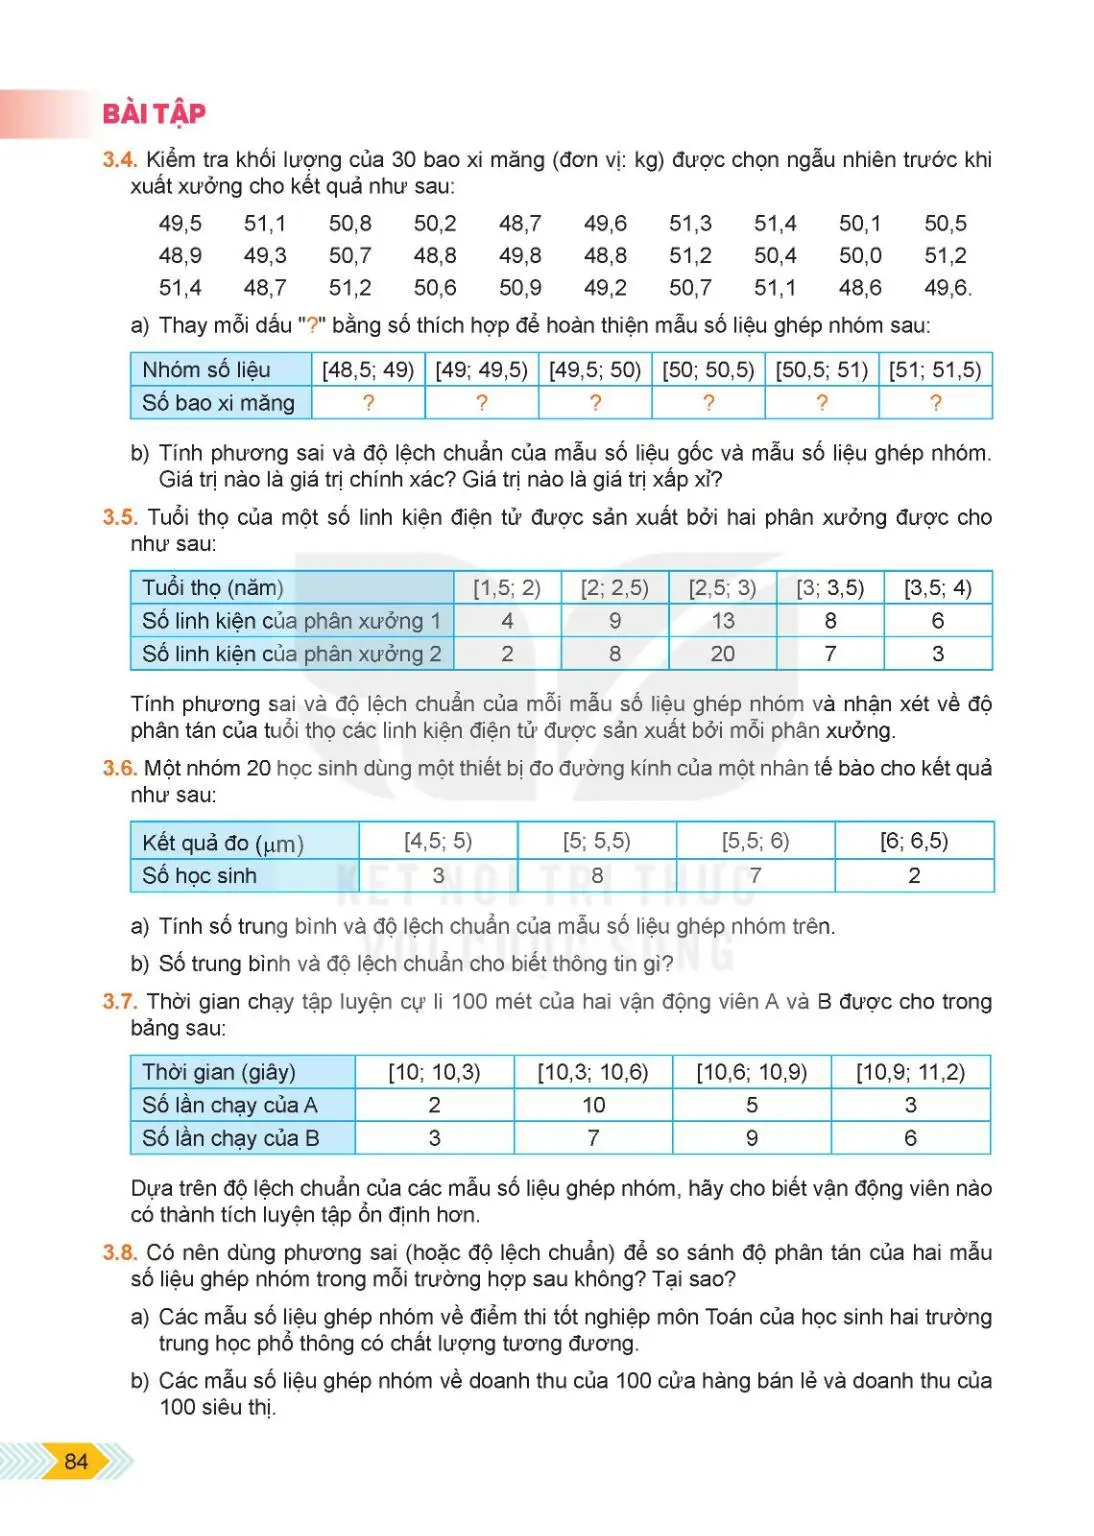 BÀI TẬP
3.4. Kiểm tra khối lượng của 30 bao xi măng (đơn vị: kg) được chọn ngẫu nhiên trước khi
xuất xưởng cho kết quả như sau:
49,5 51,1 50,8 50,2 48,7 49,6 51,3 51,4 50,1 50,5
48,9 49,3 50,7 48,8 49,8 48,8 51,2 50,4 50,0 51,2
51,4 48,7 51,2 50,6 50,9 49,2 50,7 51,1 48,6 49,6.
a) Thay mỗi dấu "?" bằng số thích hợp để hoàn thiện mẫu số liệu ghép nhóm sau:
Nhóm số liệu [48,5; 49) [49; 49,5) [49,5; 50) [50; 50,5) [50,5; 51) [51; 51,5)
Số bao xi măng ? ? ? ? ? ?
b) Tính phương sai và độ lệch chuẩn của mẫu số liệu gốc và mẫu số liệu ghép nhóm.
Giá trị nào là giá trị chính xác? Giá trị nào là giá trị xấp xỉ?
3.5. Tuổi thọ của một số linh kiện điện tử được sản xuất bởi hai phân xưởng được cho
như sau:
Tuổi thọ (năm) [1,5; 2) [2; 2,5) [2,5; 3) [3; 3,5) [3,5; 4)
Số linh kiện của phân xưởng 1 4 9 13 8 6
Số linh kiện của phân xưởng 2 2 8 20 7 3
Tính phương sai và độ lệch chuẩn của mỗi mẫu số liệu ghép nhóm và nhận xét về độ
phân tán của tuổi thọ các linh kiện điện tử được sản xuất bởi mỗi phân xưởng.
3.6. Một nhóm 20 học sinh dùng một thiết bị đo đường kính của một nhân tế bào cho kết quả
như sau:
Kết quả đo (μm) [4,5; 5) [5; 5,5) [5,5; 6) [6; 6,5)
Số học sinh 3 8 7 2
KẾT NỐI TRI THỨC
a) Tính số trung bình và độ lệch chuẩn của mẫu số liệu ghép nhóm trên.
VỚI CUỘC SỐNG
b) Số trung bình và độ lệch chuẩn cho biết thông tin gì?
3.7. Thời gian chạy tập luyện cự li 100 mét của hai vận động viên A và B được cho trong
bảng sau:
Thời gian (giây) [10; 10,3) [10,3; 10,6) [10,6; 10,9) [10,9; 11,2)
Số lần chạy của A 2 10 5 3
Số lần chạy của B 3 7 9 6
Dựa trên độ lệch chuẩn của các mẫu số liệu ghép nhóm, hãy cho biết vận động viên nào
có thành tích luyện tập ổn định hơn.
3.8. Có nên dùng phương sai (hoặc độ lệch chuẩn) để so sánh độ phân tán của hai mẫu
số liệu ghép nhóm trong mỗi trường hợp sau không? Tại sao?
a) Các mẫu số liệu ghép nhóm về điểm thi tốt nghiệp môn Toán của học sinh hai trường
trung học phổ thông có chất lượng tương đương.
b) Các mẫu số liệu ghép nhóm về doanh thu của 100 cửa hàng bán lẻ và doanh thu của
100 siêu thị.
84